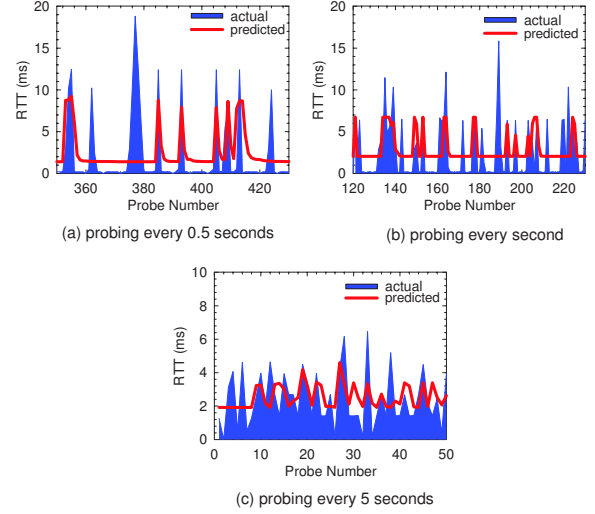 20
15
10
5
0
RTT (ms)
actual
predicted
360 380 400 420
Probe Number
(a) probing every 0.5 seconds
20
15
10
5
0
RTT (ms)
actual
predicted
120 140 160 180 200 220
Probe Number
(b) probing every second
10
8
6
4
2
0
RTT (ms)
actual
predicted
0 10 20 30 40 50
Probe Number
(c) probing every 5 seconds